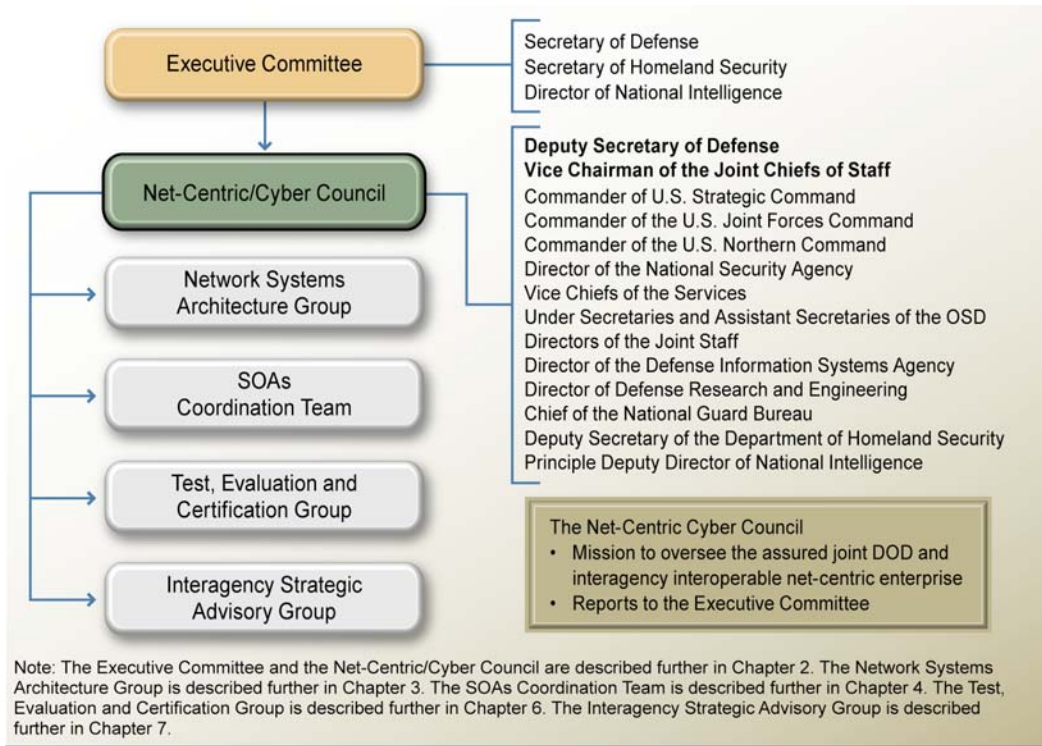 Executive Committee
Secretary of Defense
Secretary of Homeland Security
Director of National Intelligence
Net-Centric/Cyber Council
Deputy Secretary of Defense
Vice Chairman of the Joint Chiefs of Staff
Commander of U.S. Strategic Command
Commander of the U.S. Joint Forces Command
Commander of the U.S. Northern Command
Director of the National Security Agency
Vice Chiefs of the Services
Under Secretaries and Assistant Secretaries of the OSD
Directors of the Joint Staff
Director of the Defense Information Systems Agency
Director of Defense Research and Engineering
Chief of the National Guard Bureau
Deputy Secretary of the Department of Homeland Security
Principle Deputy Director of National Intelligence
Network Systems
Architecture Group
SOAs
Coordination Team
Test, Evaluation and
Certification Group
Interagency Strategic
Advisory Group
The Net-Centric Cyber Council
• Mission to oversee the assured joint DOD and
interagency interoperable net-centric enterprise
• Reports to the Executive Committee
Note: The Executive Committee and the Net-Centric/Cyber Council are described further in Chapter 2. The Network Systems
Architecture Group is described further in Chapter 3. The SOAs Coordination Team is described further in Chapter 4. The Test,
Evaluation and Certification Group is described further in Chapter 6. The Interagency Strategic Advisory Group is described
further in Chapter 7.